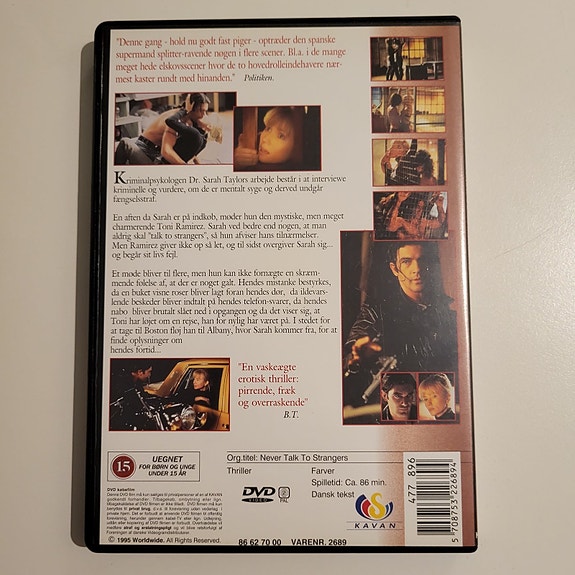 "Denne gang - hold nu godt fast piger - optræder den spanske
supermand splitter-ravende nøgen i flere scener. Bl.a. i de mange
meget hede elskovsscener hvor de to hovedrolleindehavere nær-
mest kaster rundt med hinanden." Politiken.
Kriminalpsykologen Dr. Sarah Taylors arbejde består i at interviewe
kriminelle og vurdere, om de er mentalt syge og derved undgår
fængselsstraf.
En aften da Sarah er på indkøb, møder hun den mystiske, men meget
charmerende Toni Ramirez. Sarah ved bedre end nogen, at man
aldrig skal "talk to strangers", så hun afviser hans tilnærmelser.
Men Ramirez giver ikke op så let, og til sidst overgiver Sarah sig...
og begår sit livs fejl.
Et møde bliver til flere, men hun kan ikke fornægte en skræm-
mende følelse af, at der er noget galt. Hendes mistanke bestyrkes,
da en buket visne roser bliver lagt foran hendes dør, da ildevars-
lende beskeder bliver indtalt på hendes telefon-svarer, da hendes
nabo bliver brutalt slået ned i opgangen og da det viser sig, at
Toni har løjet om en rejse, han for nylig har været på. I stedet for
at tage til Boston fløj han til Albany, hvor Sarah kommer fra, for at
finde oplysninger om
hendes fortid...
"En vaskeægte
erotisk thriller:
pirrende, fræk
og overraskende"
B.T.
15
UEGNET
FOR BØRN OG UNGE
UNDER 15 ÅR
Org.titel: Never Talk To Strangers
Thriller
Farver
Spilletid: Ca. 86 min.
Dansk tekst
DVD
VIDEO
PAL
KAVAN
DVD købefilm
© 1995 Worldwide. All Rights Reserved.
86 62 70 00 VARENR. 2689
477 896
5 708753 226894